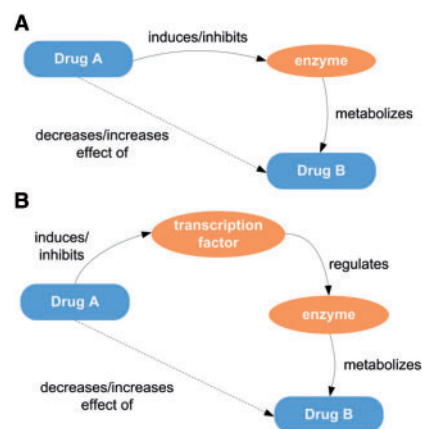 A
Drug A
induces/inhibits
enzyme
metabolizes
decreases/increases
effect of
Drug B
B
transcription
factor
induces/
inhibits
regulates
Drug A
enzyme
metabolizes
decreases/increases
effect of
Drug B